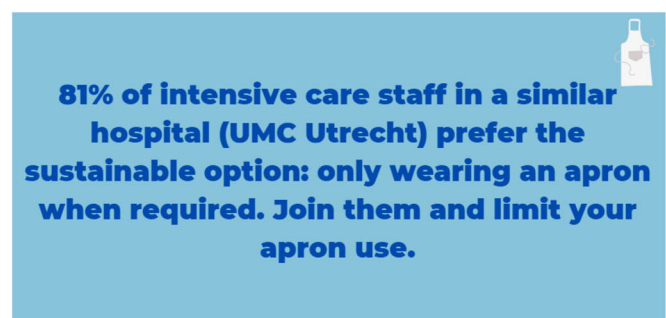 81% of intensive care staff in a similar
hospital (UMC Utrecht) prefer the
sustainable option: only wearing an apron
when required. Join them and limit your
apron use.